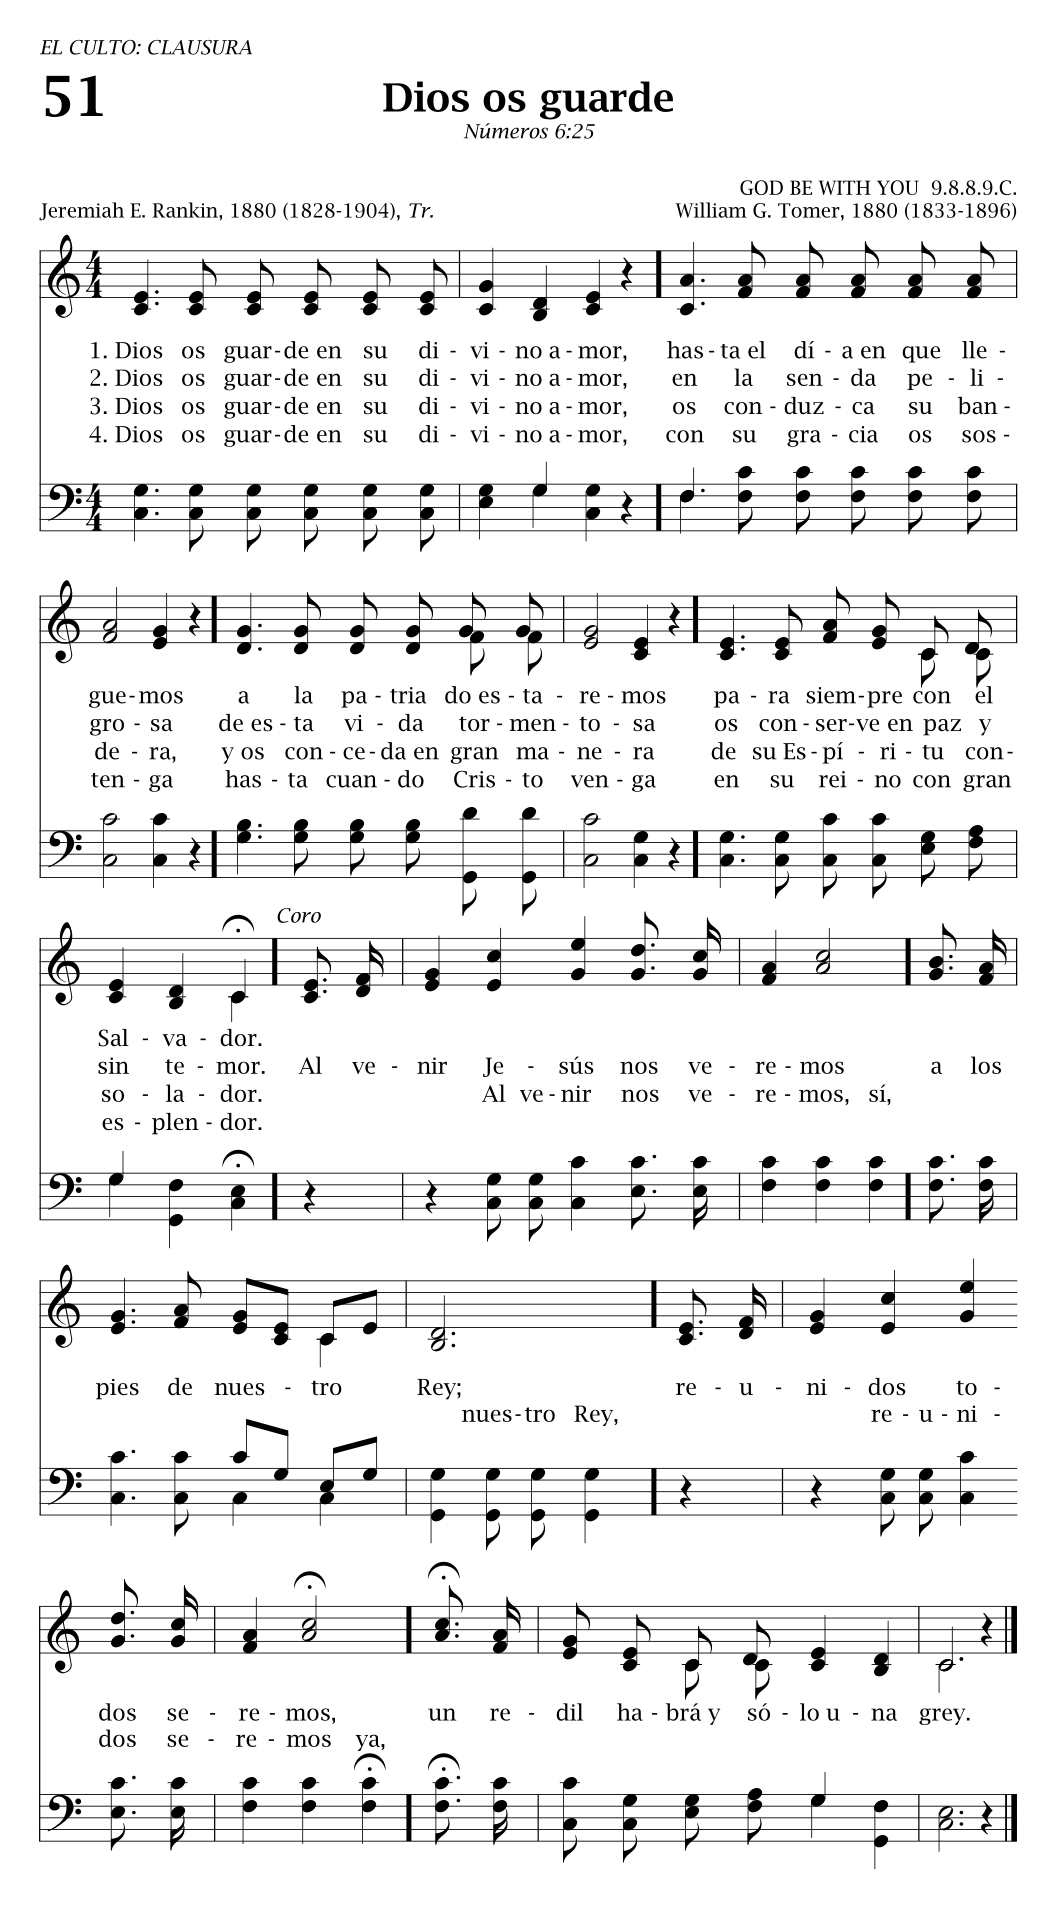 EL CULTO: CLAUSURA
51
Dios os guarde
Números 6:25
GOD BE WITH YOU 9.8.8.9.C.
Jeremiah E. Rankin, 1880 (1828-1904), Tr.
William G. Tomer, 1880 (1833-1896)
1. Dios os guar - de en su di - vi - no a - mor, has - ta el dí - a en que lle -
2. Dios os guar - de en su di - vi - no a - mor, en la sen - da pe - li -
3. Dios os guar - de en su di - vi - no a - mor, os con - duz - ca su ban -
4. Dios os guar - de en su di - vi - no a - mor, con su gra - cia os sos -
gue - mos a la pa - tria do es - ta - re - mos pa - ra siem - pre con el
gro - sa de es - ta vi - da tor - men - to - sa os con - ser - ve en paz y
de - ra, y os con - ce - da en gran ma - ne - ra de su Es - pí - ri - tu con -
ten - ga has - ta cuan - do Cris - to ven - ga en su rei - no con gran
Coro
Sal - va - dor.
sin te - mor. Al ve - nir Je - sús nos ve - re - mos a los
so - la - dor. Al ve - nir nos ve - re - mos, sí,
es - plen - dor.
pies de nues - tro Rey; re - u - ni - dos to -
nues - tro Rey, re - u - ni -
dos se - re - mos, un re - dil ha - brá y só - lo u - na grey.
dos se - re - mos ya,